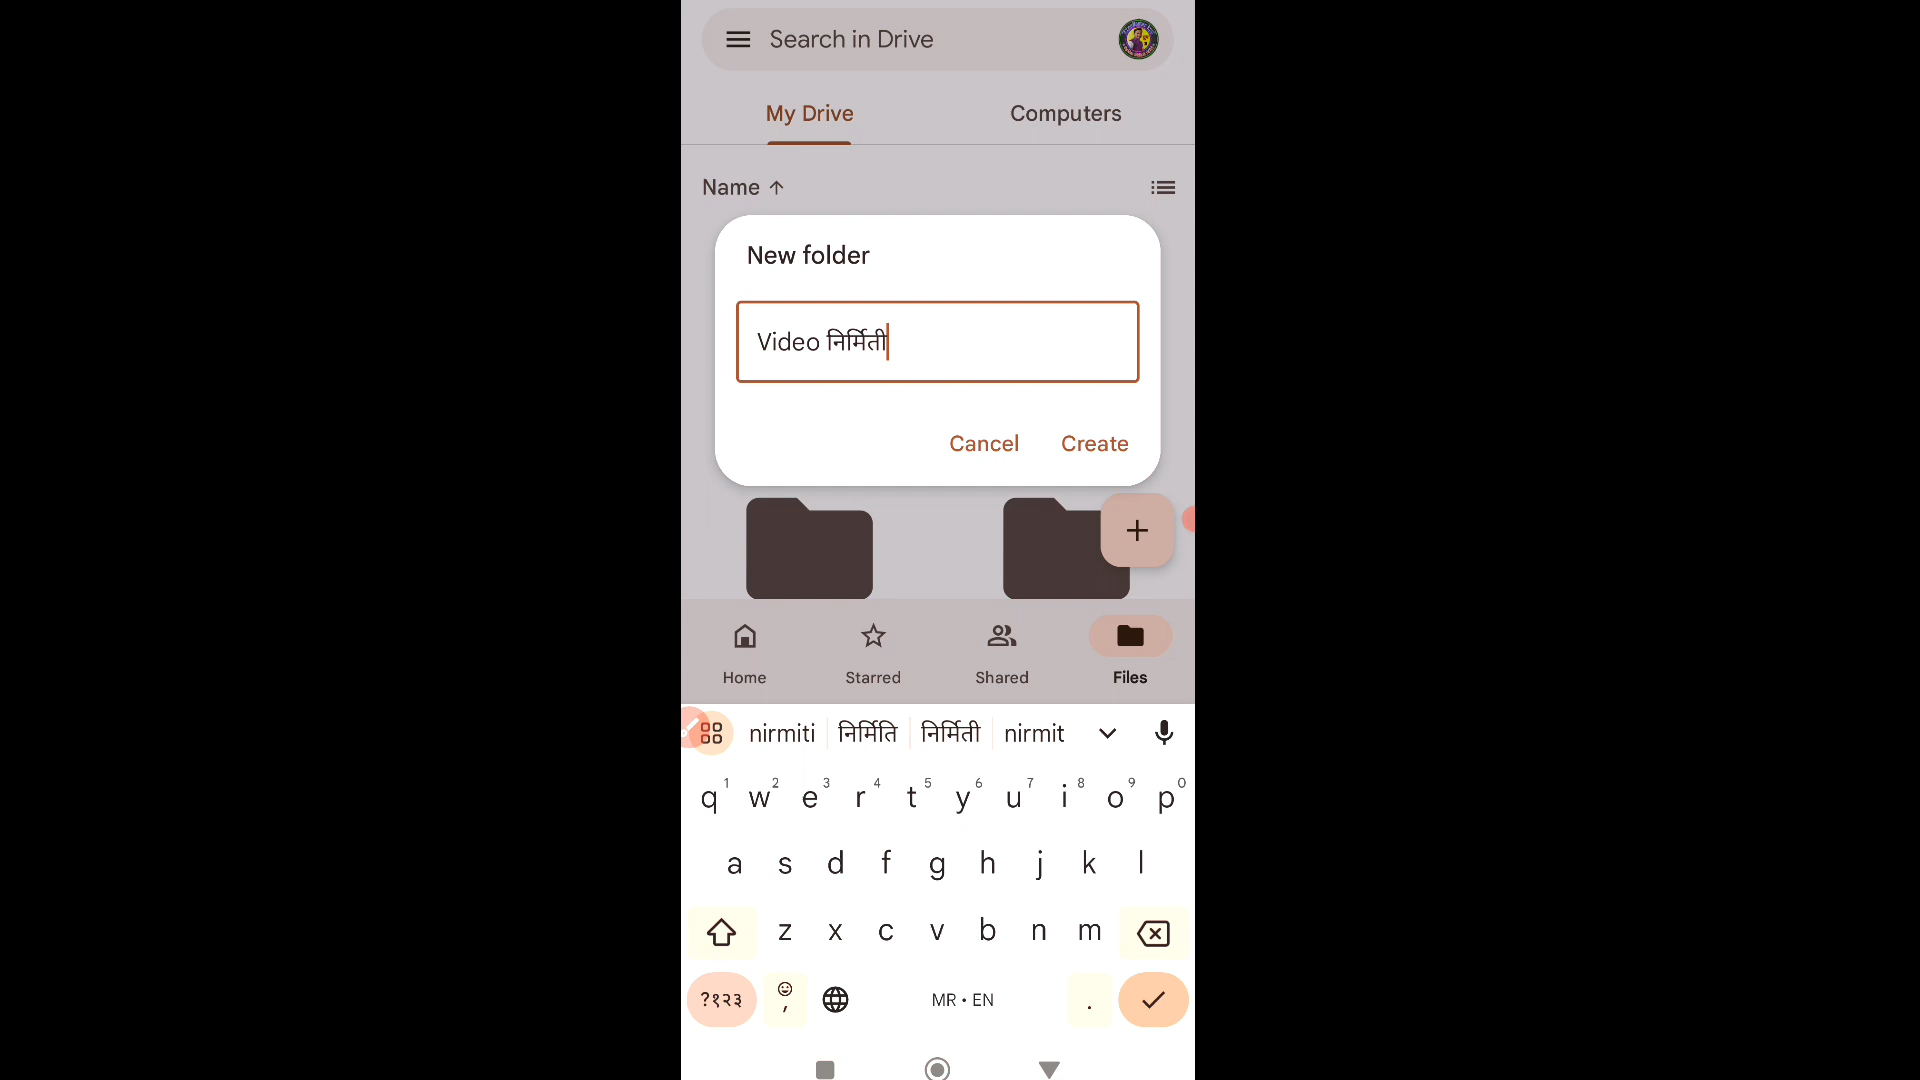 Search in Drive
My Drive Computers
Name
New folder
Video निर्मिती
Cancel Create
Home Starred Shared Files
nirmiti निर्मिति निर्मिती nirmit
q 1 w 2 e 3 r 4 t 5 y 6 u 7 i 8 o 9 p 0
a s d f g h j k l
z x c v b n m
?१२३ , MR • EN .